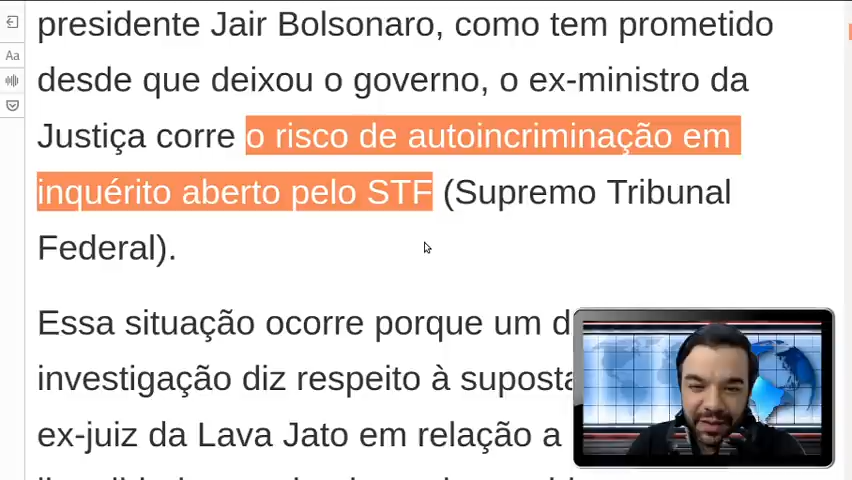 presidente Jair Bolsonaro, como tem prometido
desde que deixou o governo, o ex-ministro da
Justiça corre o risco de autoincriminação em
inquérito aberto pelo STF (Supremo Tribunal
Federal).
Essa situação ocorre porque um
investigação diz respeito à
ex-juiz da Lava Jato em relação a
Aa